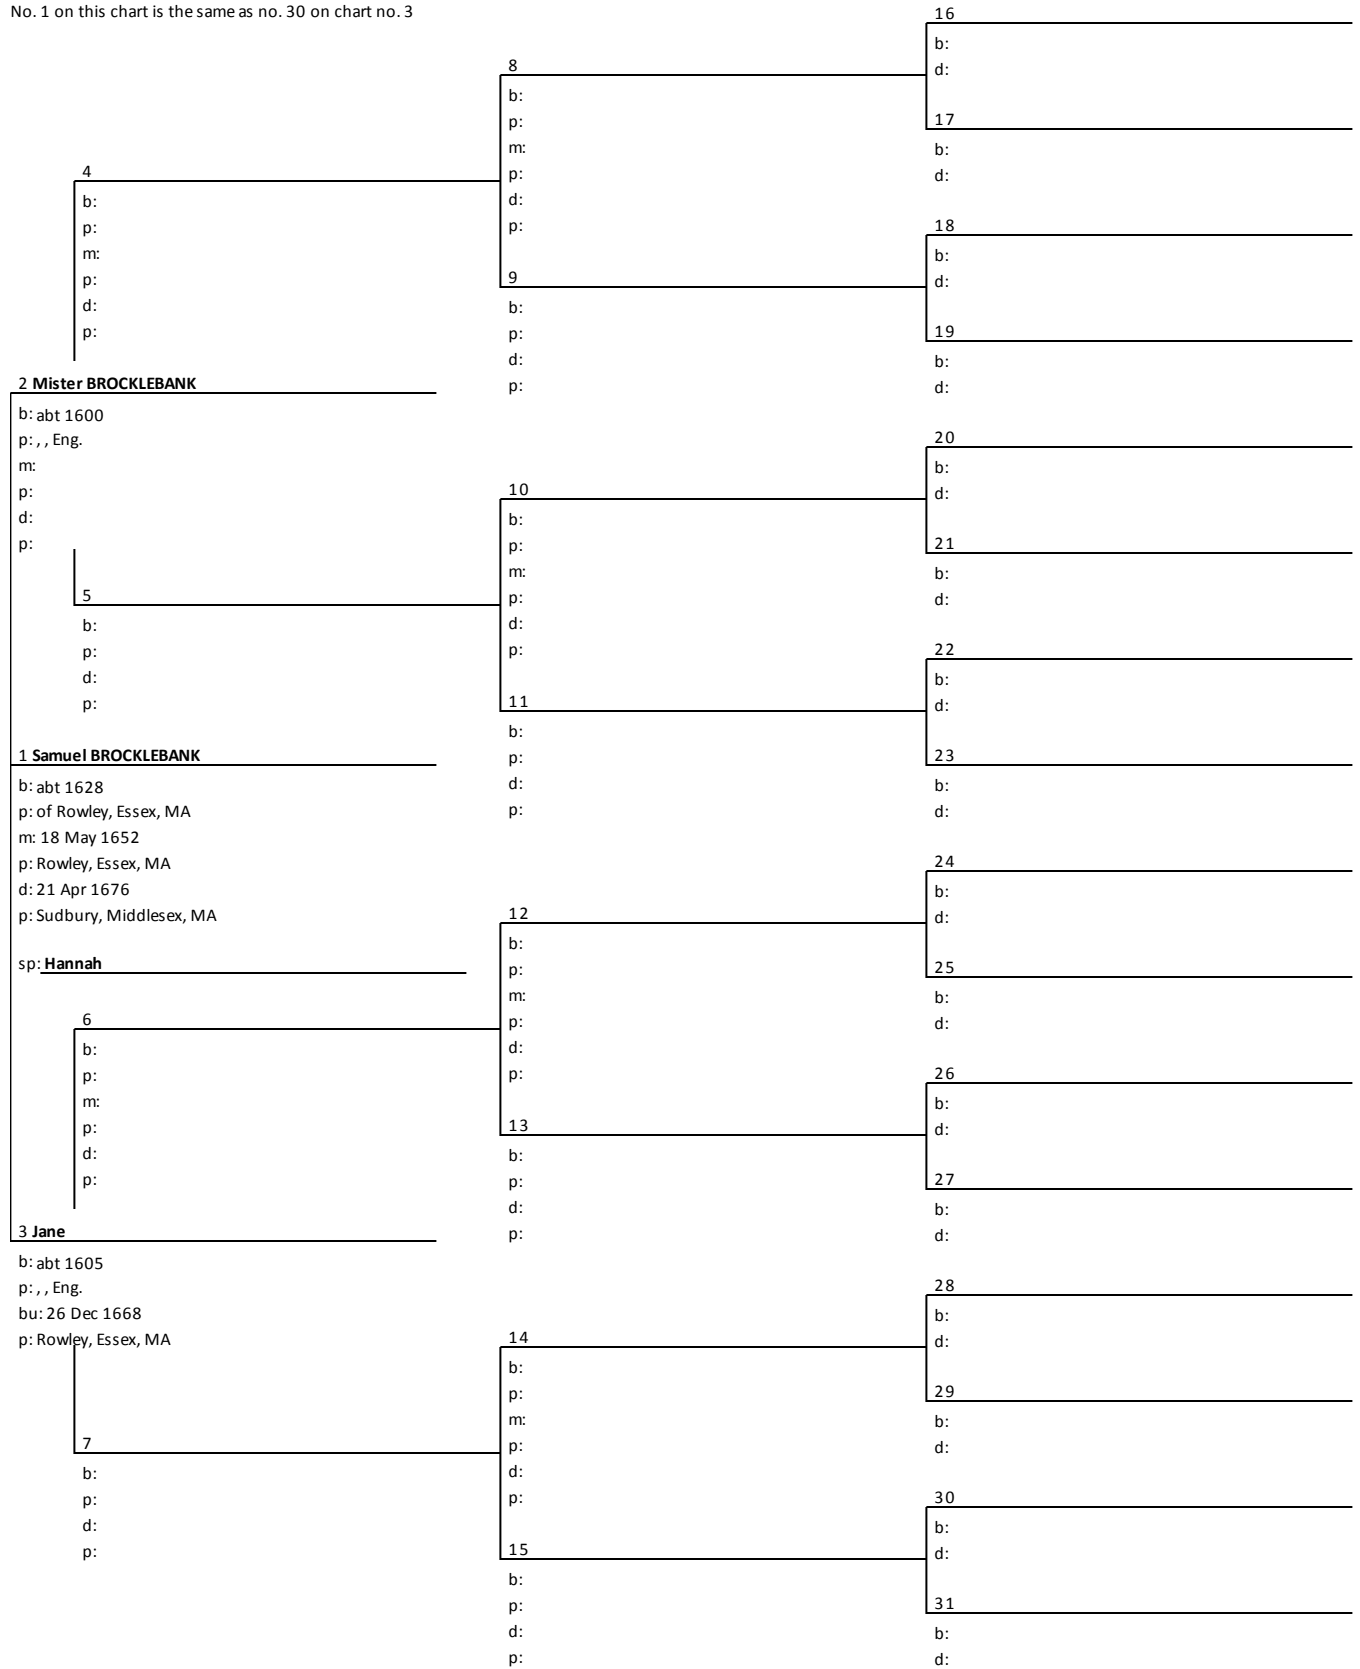 No. 1 on this chart is the same as no. 30 on chart no. 3
4
b:
p:
m:
p:
d:
p:
2 Mister BROCKLEBANK
b: abt 1600
p: , , Eng.
m:
p:
d:
p:
5
b:
p:
d:
p:
1 Samuel BROCKLEBANK
b: abt 1628
p: of Rowley, Essex, MA
m: 18 May 1652
p: Rowley, Essex, MA
d: 21 Apr 1676
p: Sudbury, Middlesex, MA
sp: Hannah
6
b:
p:
m:
p:
d:
p:
3 Jane
b: abt 1605
p: , , Eng.
bu: 26 Dec 1668
p: Rowley, Essex, MA
7
b:
p:
d:
p:
8
b:
p:
m:
p:
d:
p:
9
b:
p:
d:
p:
10
b:
p:
m:
p:
d:
p:
11
b:
p:
d:
p:
12
b:
p:
m:
p:
d:
p:
13
b:
p:
d:
p:
14
b:
p:
m:
p:
d:
p:
15
b:
p:
d:
p:
16
b:
d:
17
b:
d:
18
b:
d:
19
b:
d:
20
b:
d:
21
b:
d:
22
b:
d:
23
b:
d:
24
b:
d:
25
b:
d:
26
b:
d:
27
b:
d:
28
b:
d:
29
b:
d:
30
b:
d:
31
b:
d: